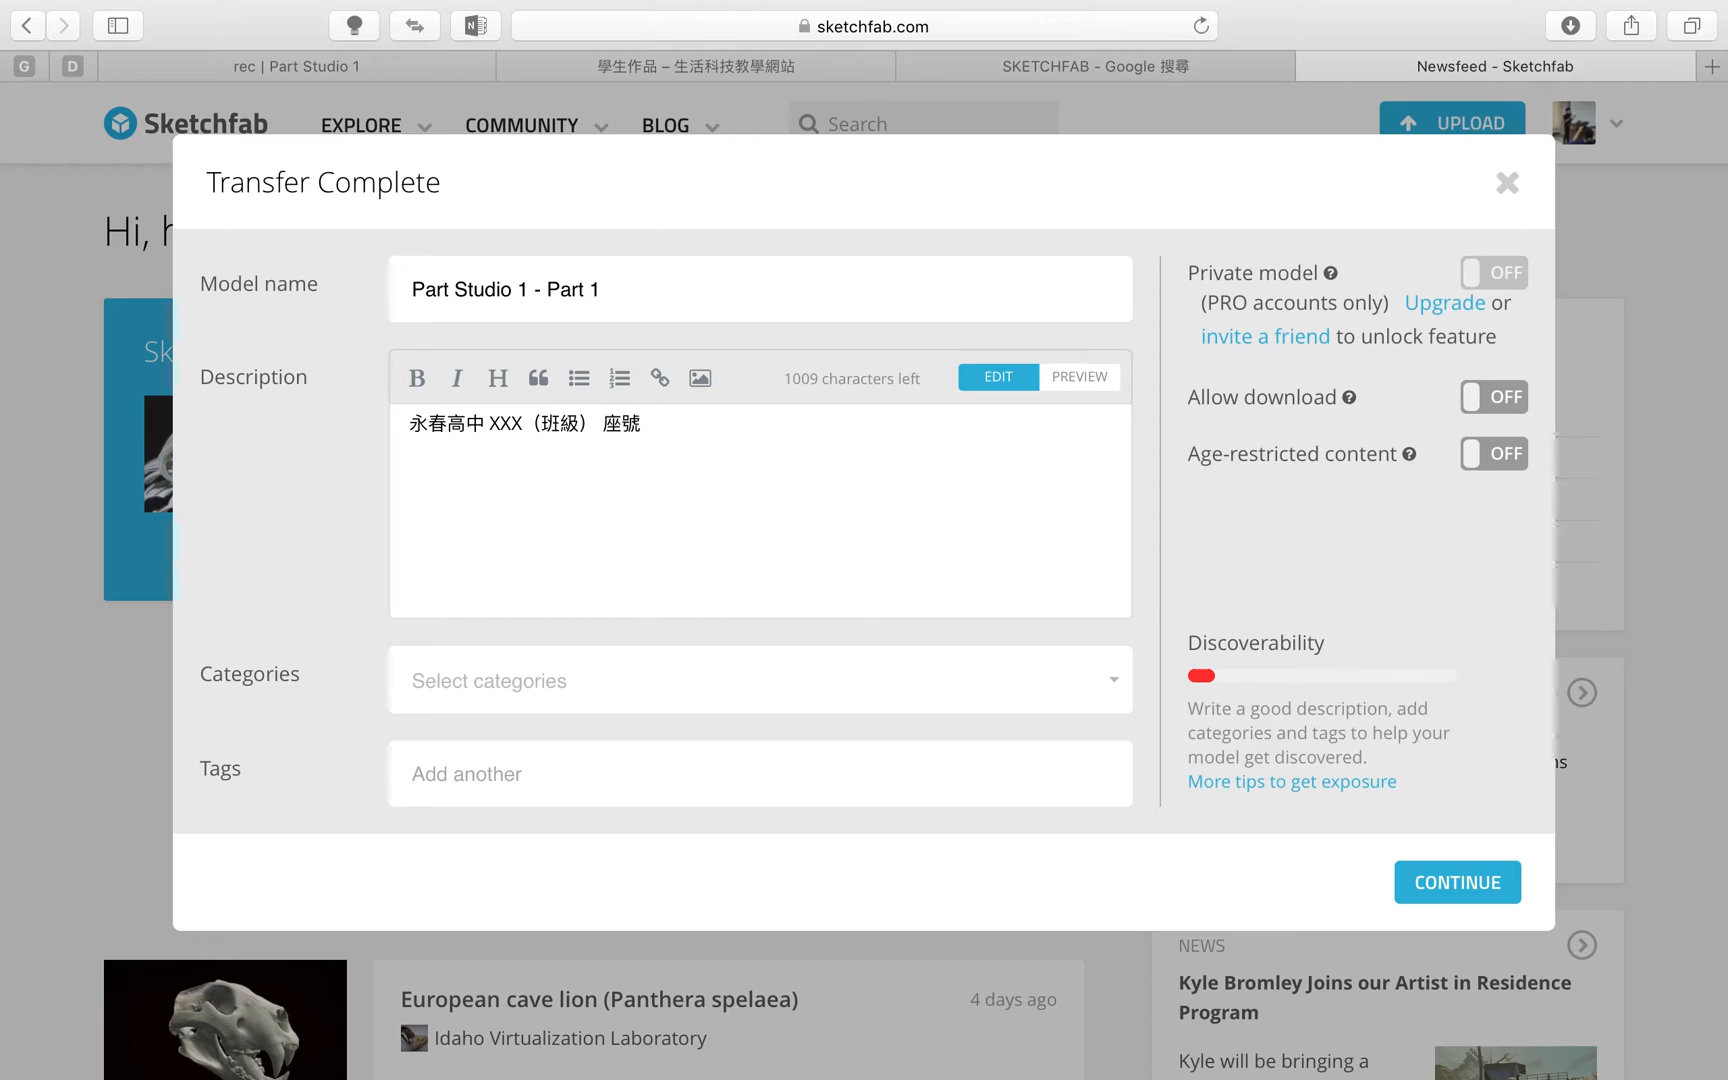 sketchfab.com
G
D
rec | Part Studio 1
學生作品 – 生活科技教學網站
SKETCHFAB - Google 搜尋
Newsfeed - Sketchfab
Sketchfab
EXPLORE
COMMUNITY
BLOG
Search
UPLOAD
Hi, h
Transfer Complete
Model name
Part Studio 1 - Part 1
Description
B I H
1009 characters left
EDIT
PREVIEW
永春高中 XXX（班級） 座號
Categories
Select categories
Tags
Add another
Private model
OFF
(PRO accounts only) Upgrade or
invite a friend to unlock feature
Allow download
OFF
Age-restricted content
OFF
Discoverability
Write a good description, add
categories and tags to help your
model get discovered.
More tips to get exposure
CONTINUE
Sk
ns
European cave lion (Panthera spelaea)
4 days ago
Idaho Virtualization Laboratory
NEWS
Kyle Bromley Joins our Artist in Residence
Program
Kyle will be bringing a